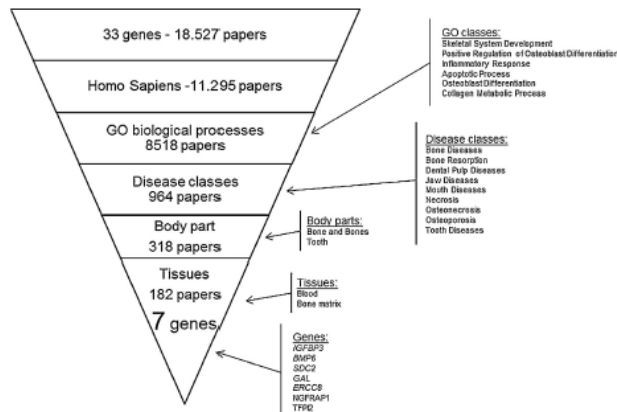 33 genes - 18.527 papers
Homo Sapiens -11.295 papers
GO biological processes
8518 papers
Disease classes
964 papers
Body part
318 papers
Tissues
182 papers
7 genes
GO classes:
Skeletal System Development
Positive Regulation of Osteoblast Differentiation
Inflammatory Response
Apoptotic Process
Osteoblast Differentiation
Collagen Metabolic Process
Disease classes:
Bone Diseases
Bone Resorption
Dental Pulp Diseases
Jaw Diseases
Mouth Diseases
Necrosis
Osteonecrosis
Osteoporosis
Tooth Diseases
Body parts:
Bone and Bones
Tooth
Tissues:
Blood
Bone matrix
Genes:
IGFBP3
BMP6
SDC2
GAL
ERCC8
NGFRAP1
TFPI2